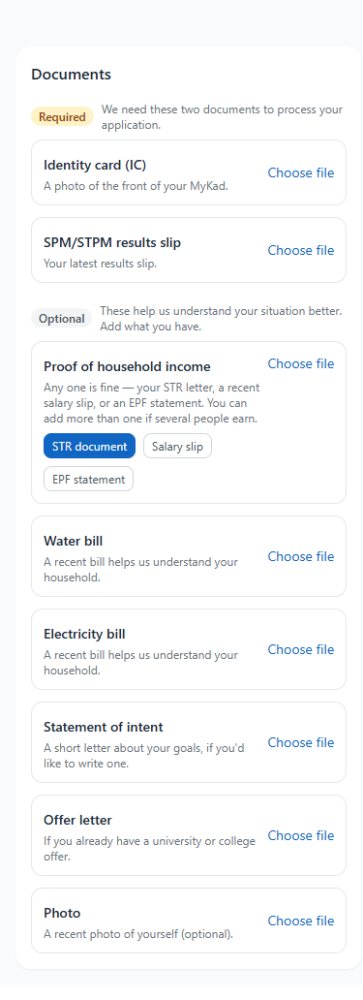 Documents
Required
We need these two documents to process your
application.
Identity card (IC)
A photo of the front of your MyKad.
Choose file
SPM/STPM results slip
Your latest results slip.
Choose file
Optional
These help us understand your situation better.
Add what you have.
Proof of household income
Choose file
Any one is fine — your STR letter, a recent
salary slip, or an EPF statement. You can
add more than one if several people earn.
STR document
Salary slip
EPF statement
Water bill
A recent bill helps us understand your
household.
Choose file
Electricity bill
A recent bill helps us understand your
household.
Choose file
Statement of intent
A short letter about your goals, if you'd
like to write one.
Choose file
Offer letter
If you already have a university or college
offer.
Choose file
Photo
A recent photo of yourself (optional).
Choose file